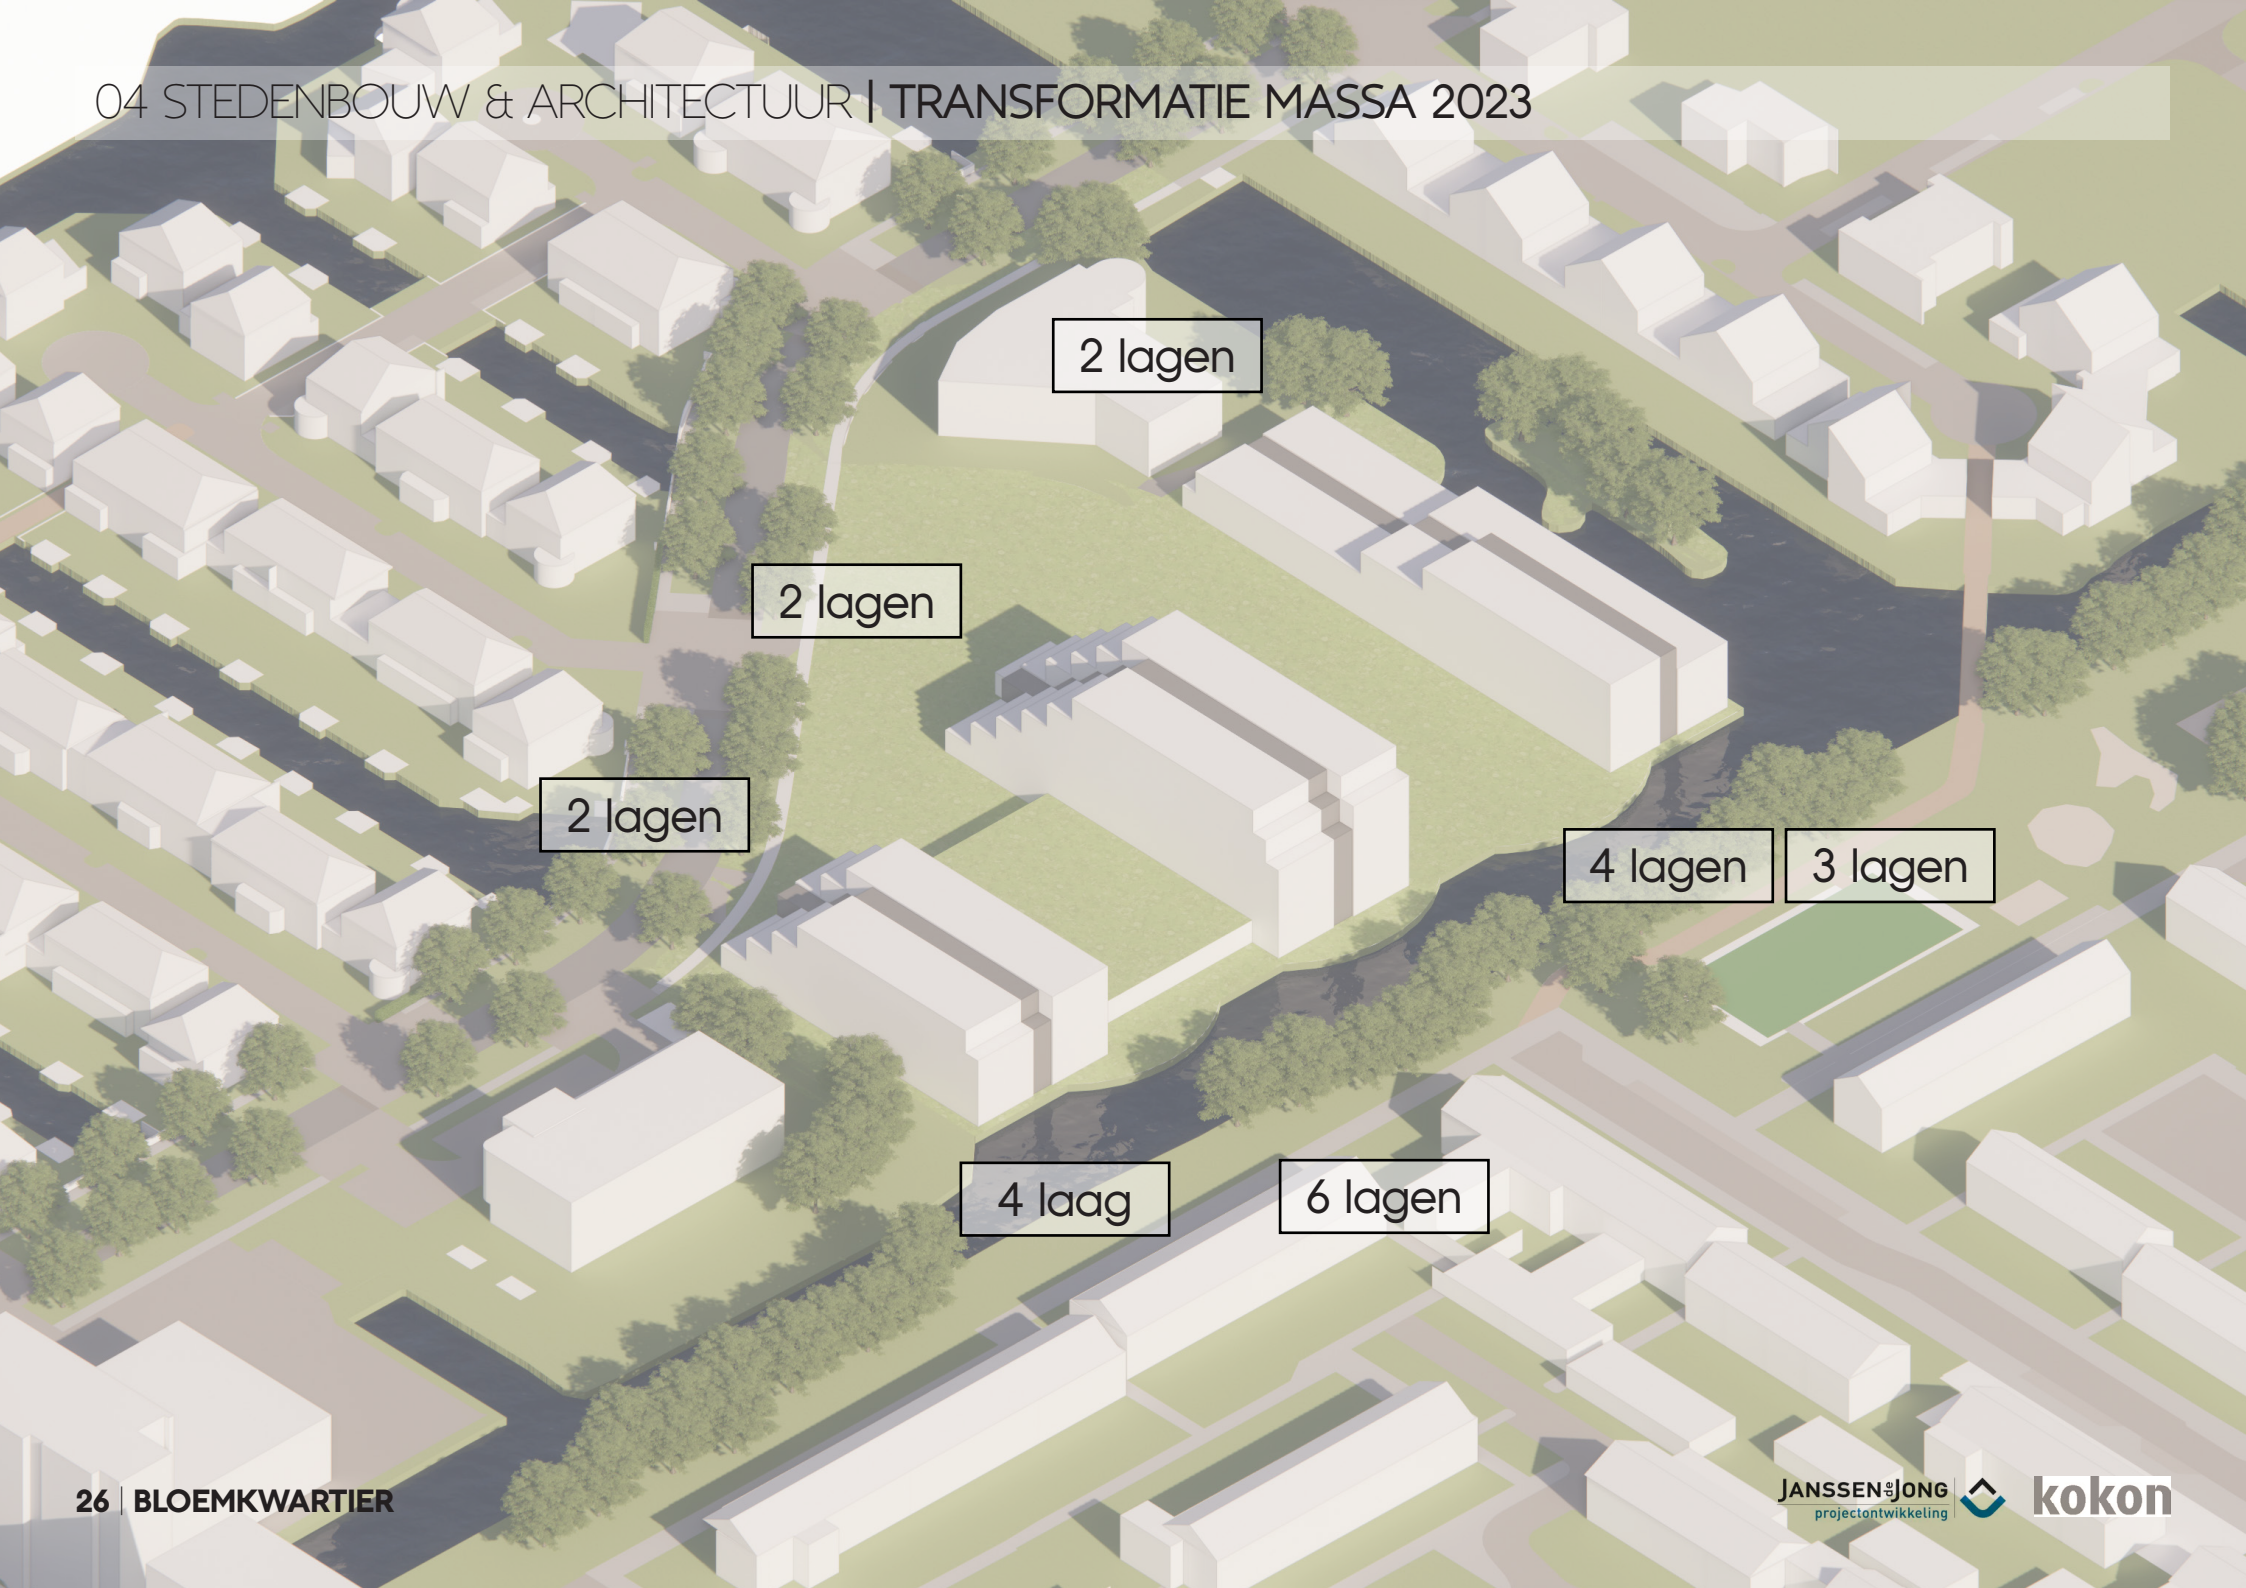 04 STEDENBOUW & ARCHITECTUUR | TRANSFORMATIE MASSA 2023
2 lagen
2 lagen
2 lagen
4 lagen
3 lagen
4 laag
6 lagen
26 | BLOEMKWARTIER
JANSSEN de JONG
projectontwikkeling
kokon